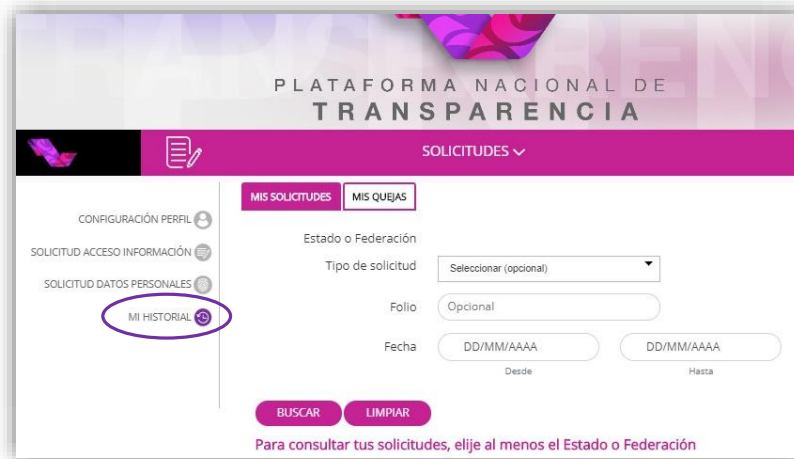 TRANSPARENC
PLATAFORMA NACIONAL DE
TRANSPARENCIA
SOLICITUDES
MIS SOLICITUDES MIS QUEJAS
CONFIGURACIÓN PERFIL
SOLICITUD ACCESO INFORMACIÓN
SOLICITUD DATOS PERSONALES
MI HISTORIAL
Estado o Federación
Tipo de solicitud Seleccionar (opcional)
Folio Opcional
Fecha DD/MM/AAAA DD/MM/AAAA
Desde Hasta
BUSCAR LIMPIAR
Para consultar tus solicitudes, elije al menos el Estado o Federación